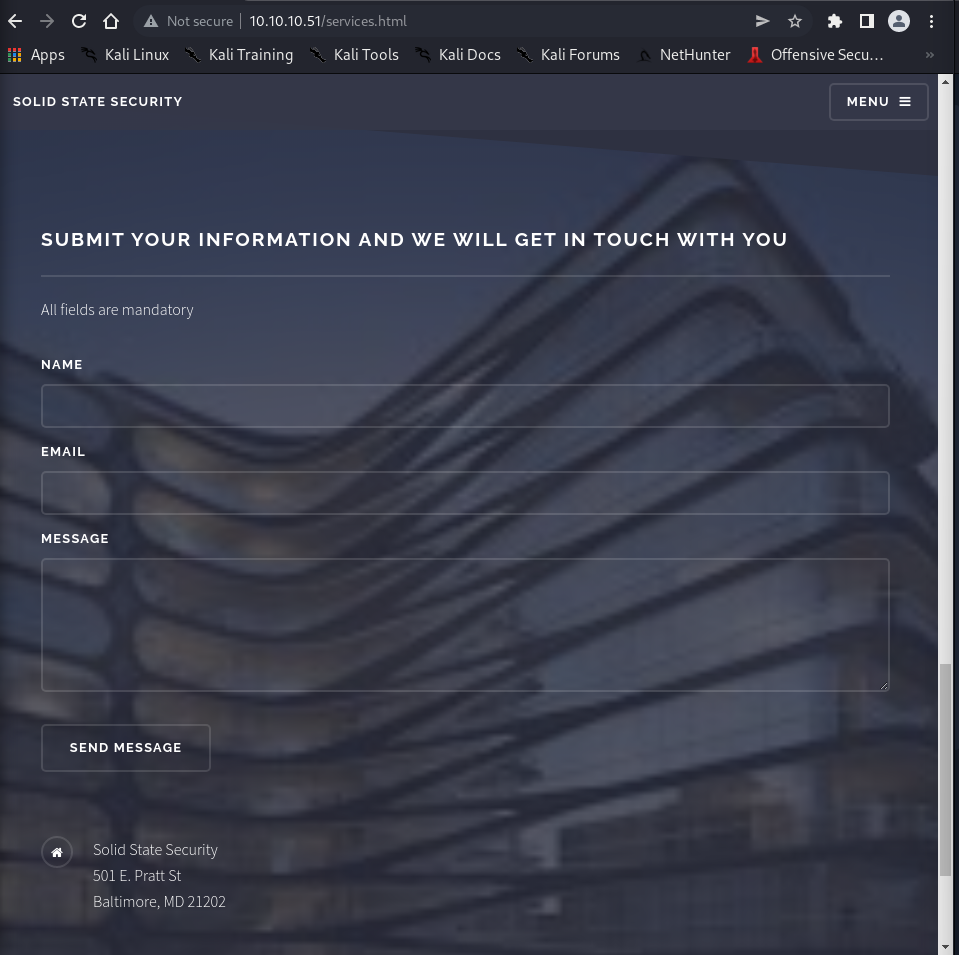 Not secure 10.10.10.51/services.html
Apps Kali Linux Kali Training Kali Tools Kali Docs Kali Forums NetHunter Offensive Secu… »
SOLID STATE SECURITY MENU
SUBMIT YOUR INFORMATION AND WE WILL GET IN TOUCH WITH YOU
All fields are mandatory
NAME
EMAIL
MESSAGE
SEND MESSAGE
Solid State Security
501 E. Pratt St
Baltimore, MD 21202